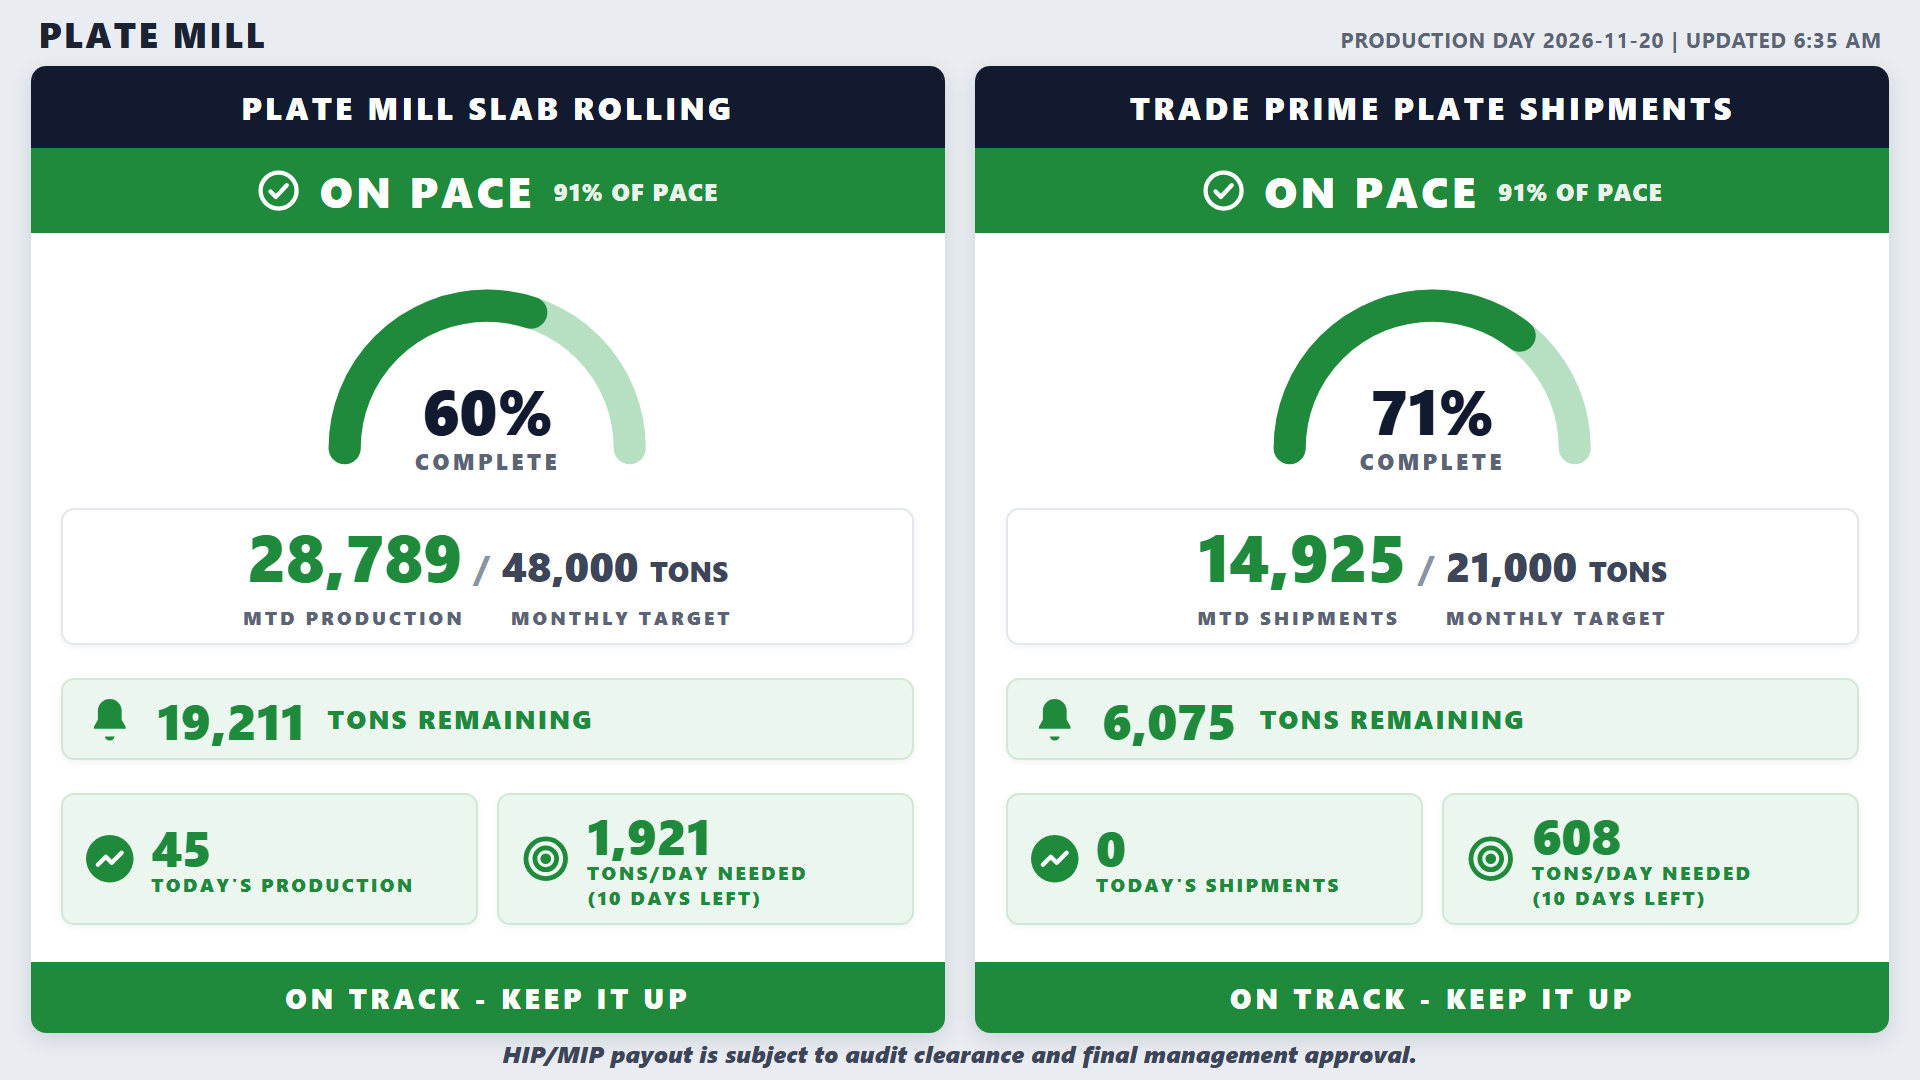 PLATE MILL
PRODUCTION DAY 2026-11-20 | UPDATED 6:35 AM
PLATE MILL SLAB ROLLING
ON PACE 91% OF PACE
60%
COMPLETE
28,789 / 48,000 TONS
MTD PRODUCTION MONTHLY TARGET
19,211 TONS REMAINING
45
TODAY'S PRODUCTION
1,921
TONS/DAY NEEDED
(10 DAYS LEFT)
ON TRACK - KEEP IT UP
TRADE PRIME PLATE SHIPMENTS
ON PACE 91% OF PACE
71%
COMPLETE
14,925 / 21,000 TONS
MTD SHIPMENTS MONTHLY TARGET
6,075 TONS REMAINING
0
TODAY'S SHIPMENTS
608
TONS/DAY NEEDED
(10 DAYS LEFT)
ON TRACK - KEEP IT UP
HIP/MIP payout is subject to audit clearance and final management approval.